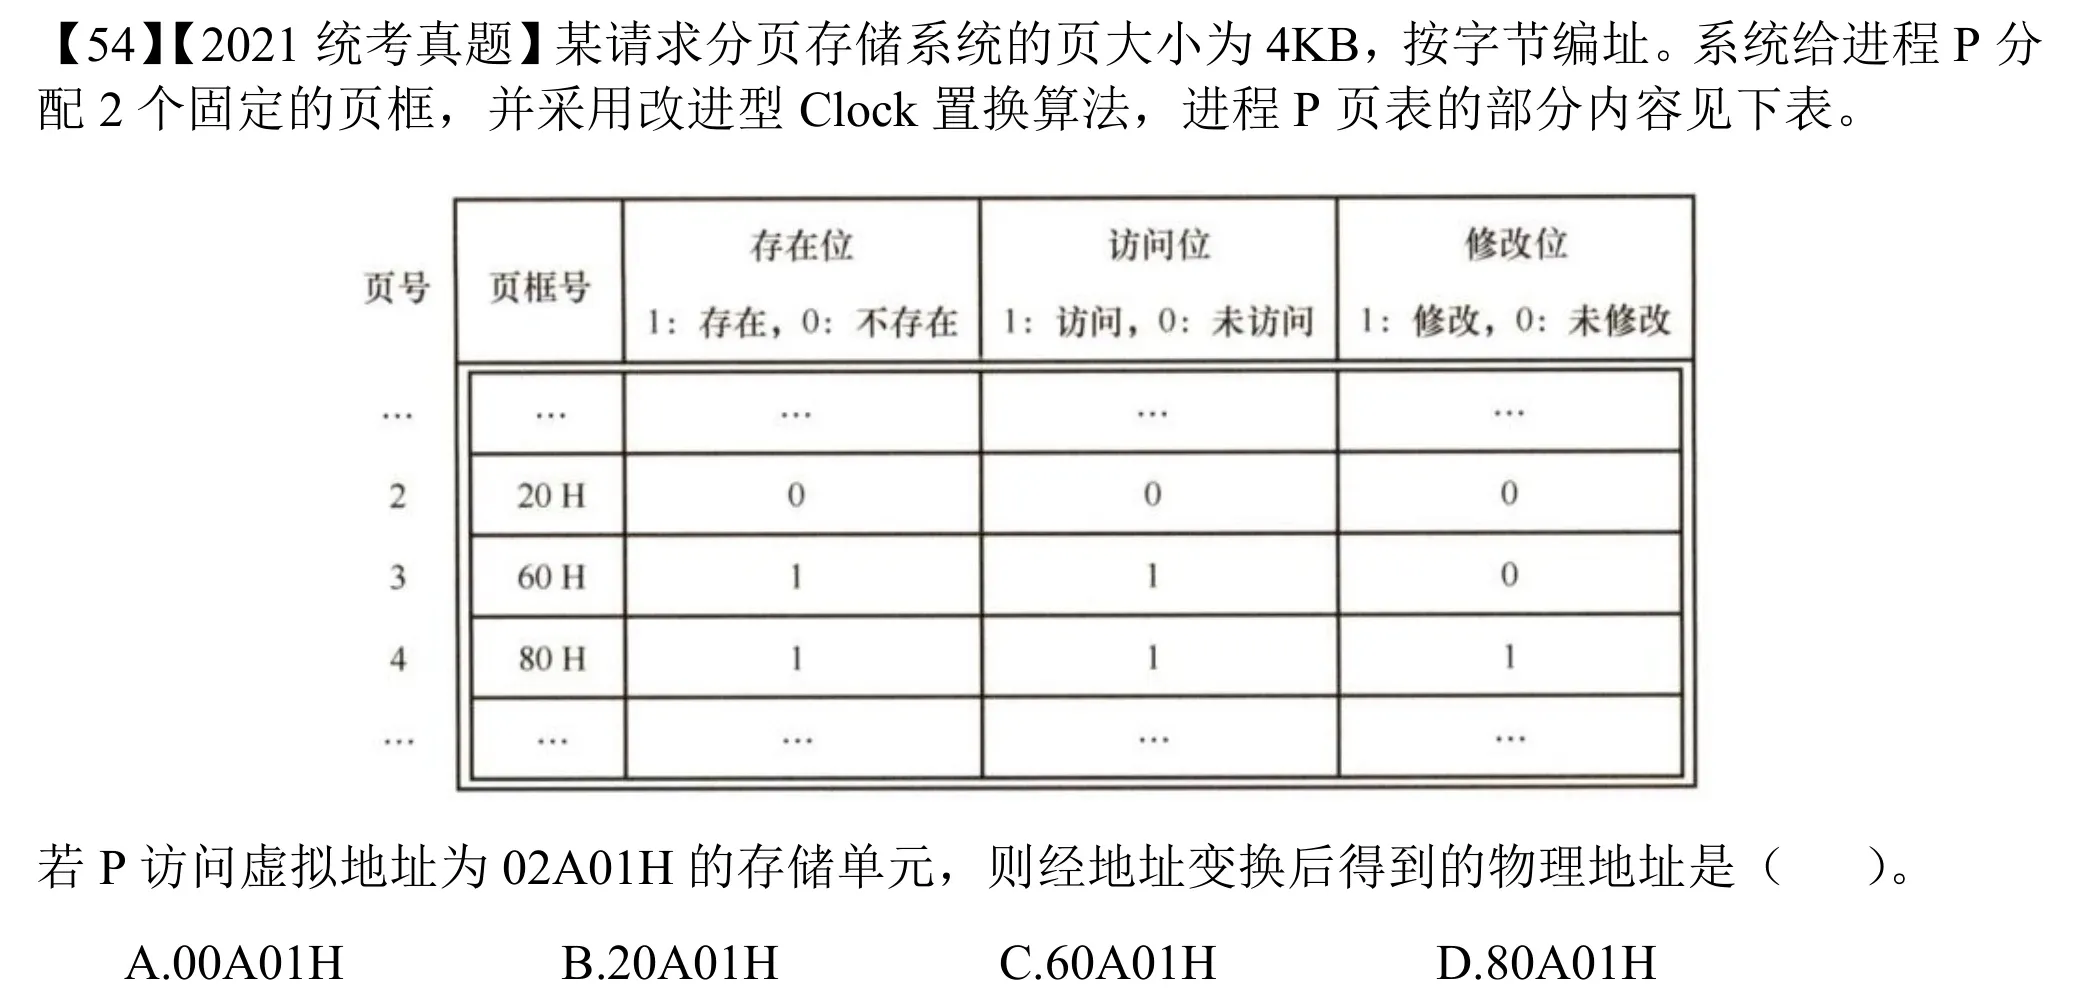 【54】【2021 统考真题】某请求分页存储系统的页大小为 4KB，按字节编址。系统给进程 P 分
配 2 个固定的页框，并采用改进型 Clock 置换算法，进程 P 页表的部分内容见下表。
页号 页框号 存在位 访问位 修改位
1：存在，0：不存在 1：访问，0：未访问 1：修改，0：未修改
… … … … …
2 20 H 0 0 0
3 60 H 1 1 0
4 80 H 1 1 1
… … … … …
若 P 访问虚拟地址为 02A01H 的存储单元，则经地址变换后得到的物理地址是（ ）。
A.00A01H B.20A01H C.60A01H D.80A01H